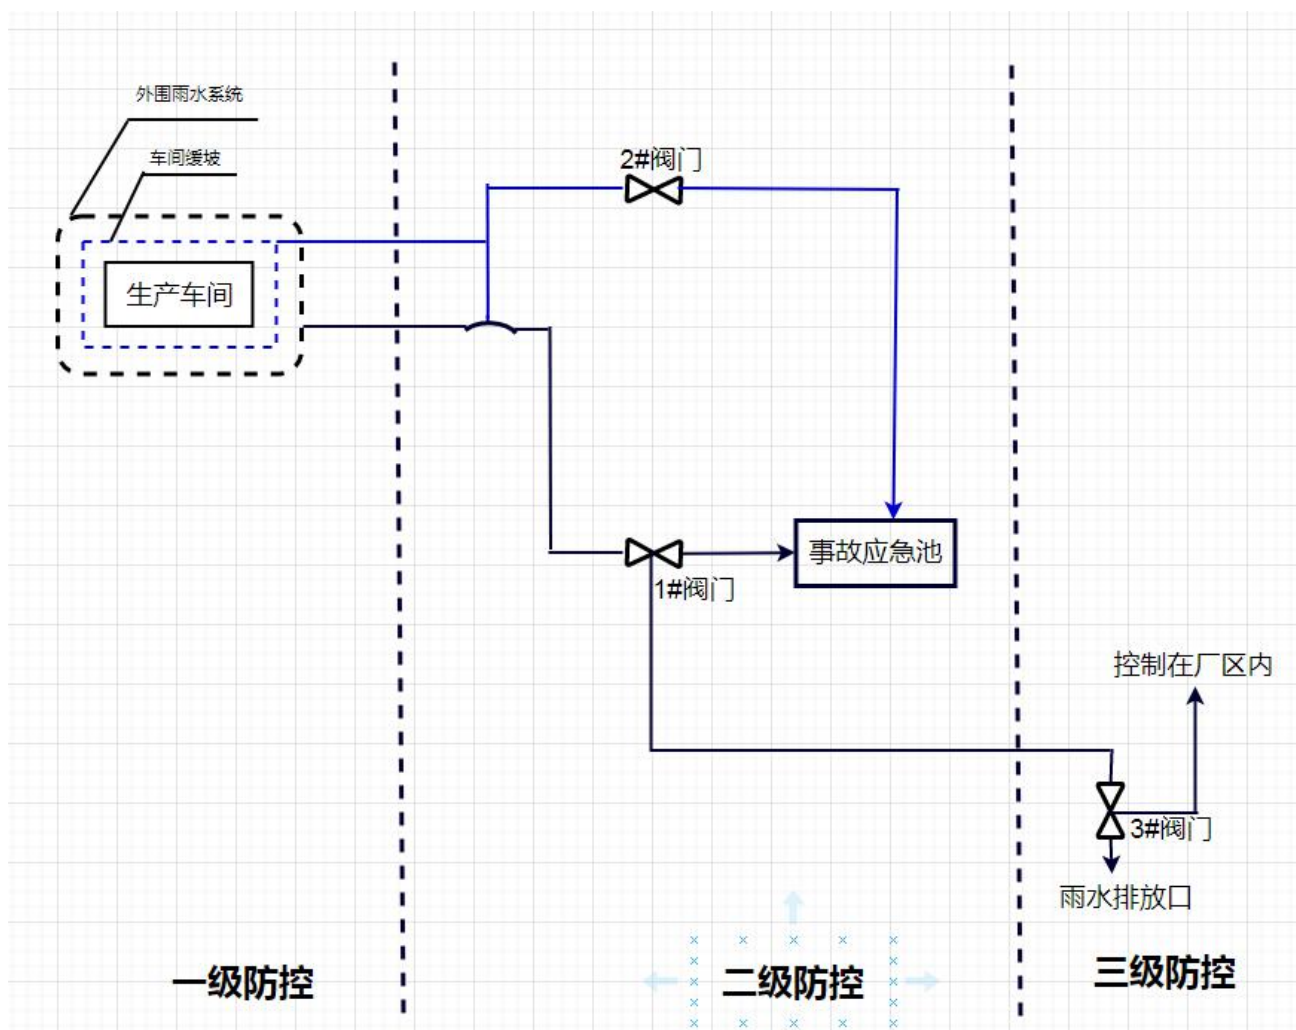 外围雨水系统
车间缓坡
生产车间
2#阀门
1#阀门
事故应急池
控制在厂区内
3#阀门
雨水排放口
一级防控
二级防控
三级防控